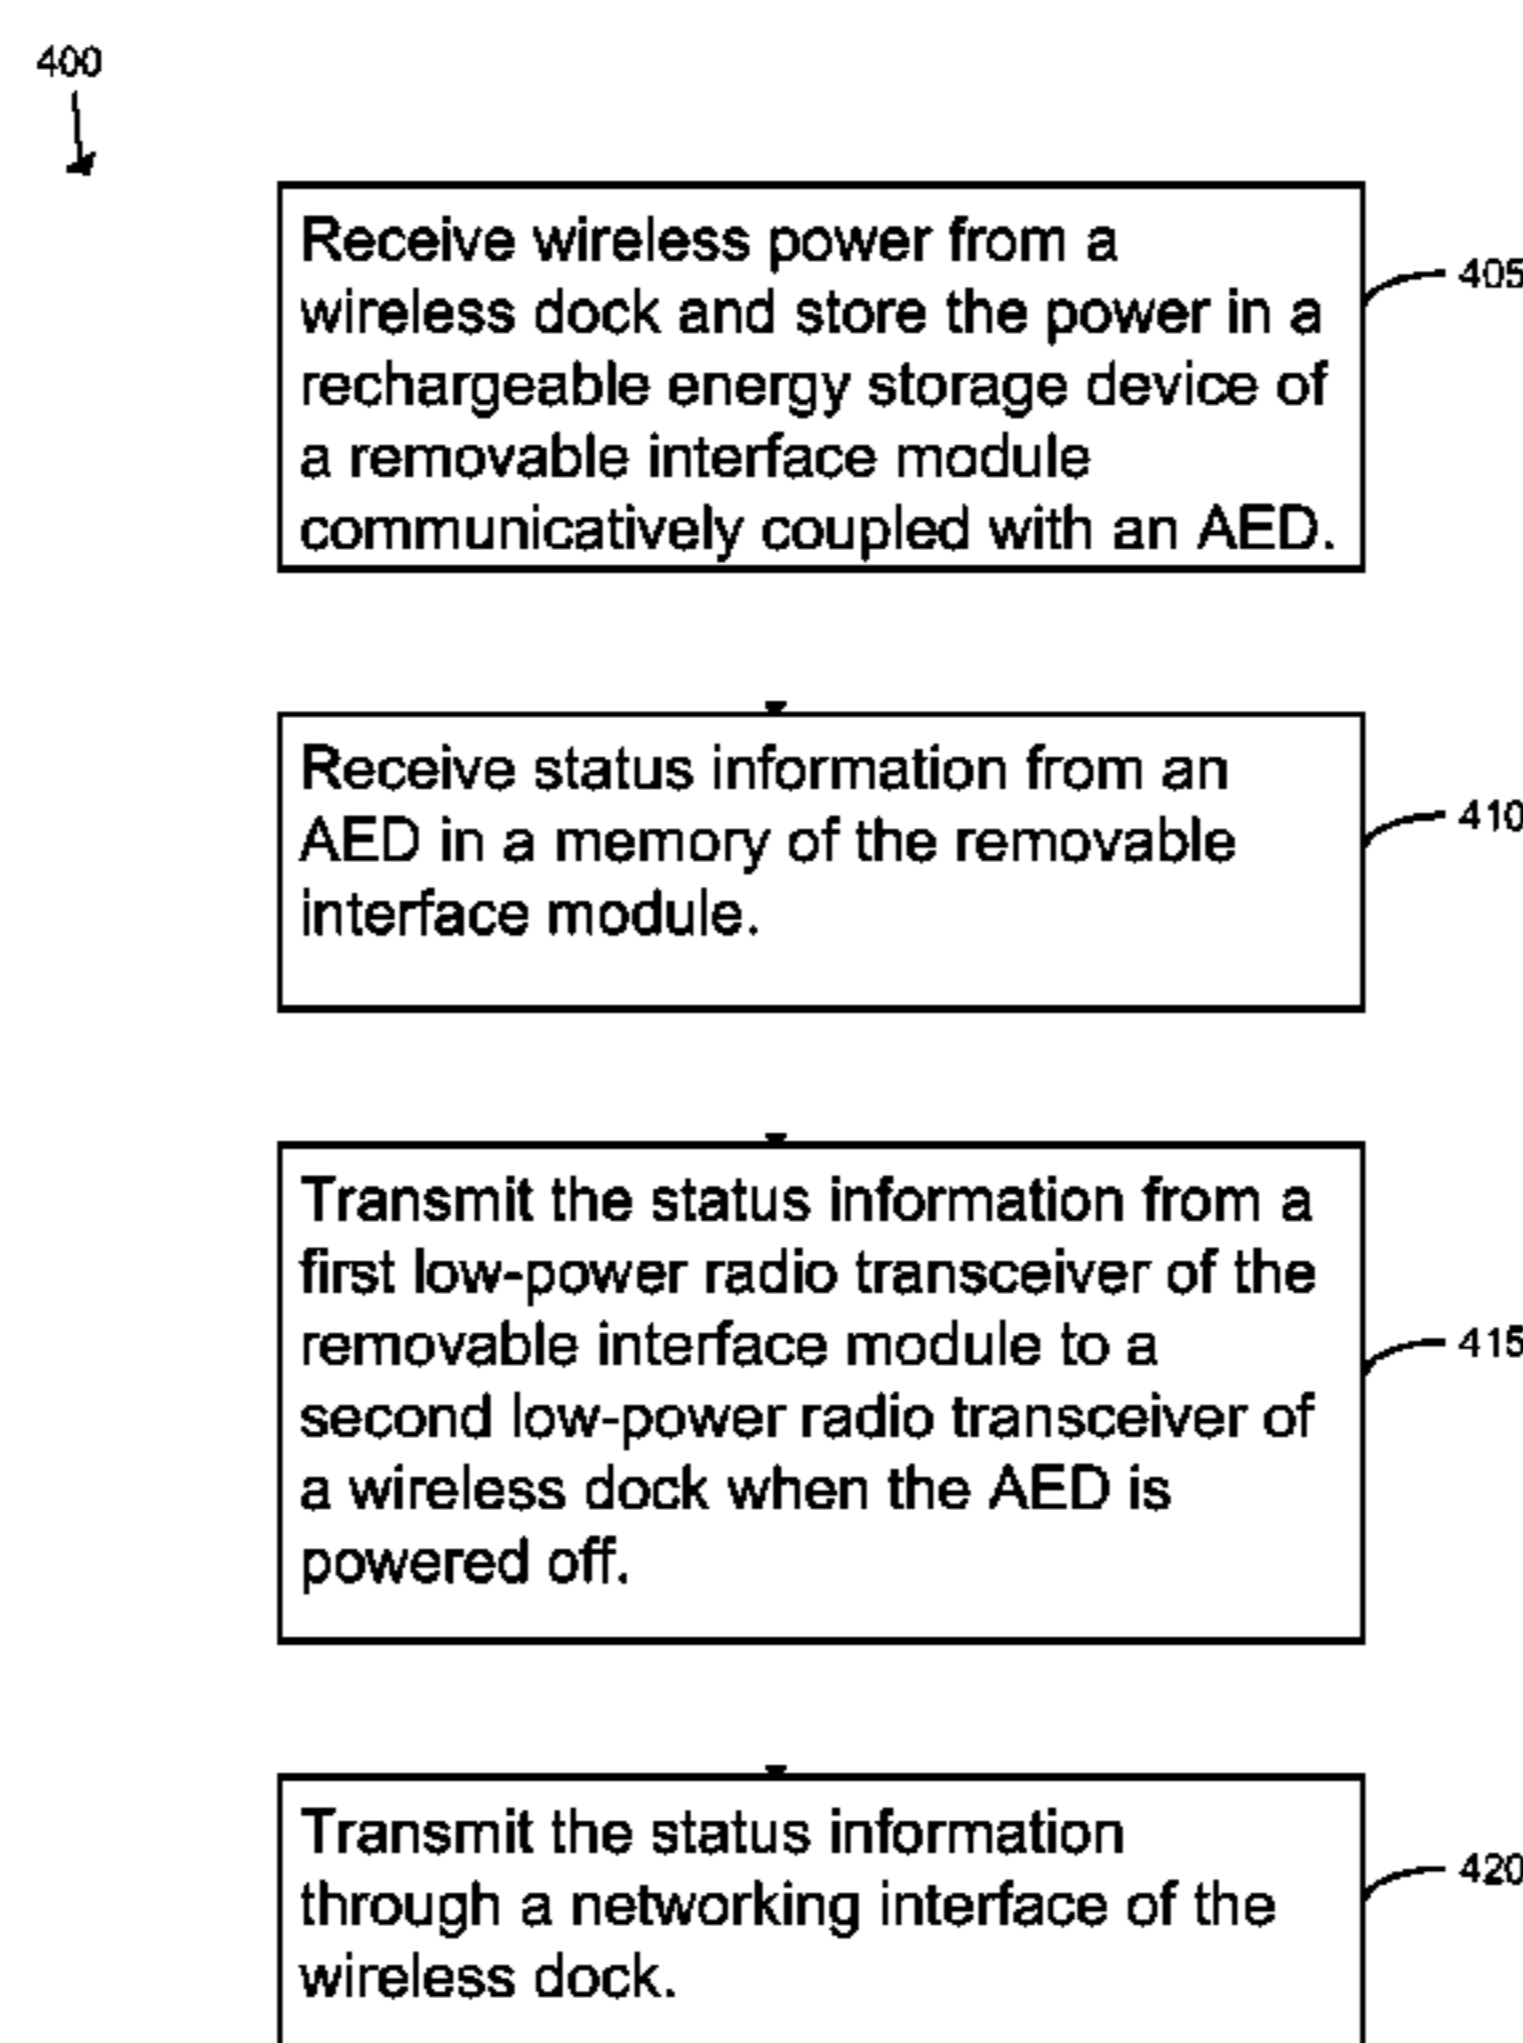 400
Receive wireless power from a
wireless dock and store the power in a
rechargeable energy storage device of
a removable interface module
communicatively coupled with an AED.
405
Receive status information from an
AED in a memory of the removable
interface module.
410
Transmit the status information from a
first low-power radio transceiver of the
removable interface module to a
second low-power radio transceiver of
a wireless dock when the AED is
powered off.
415
Transmit the status information
through a networking interface of the
wireless dock.
420